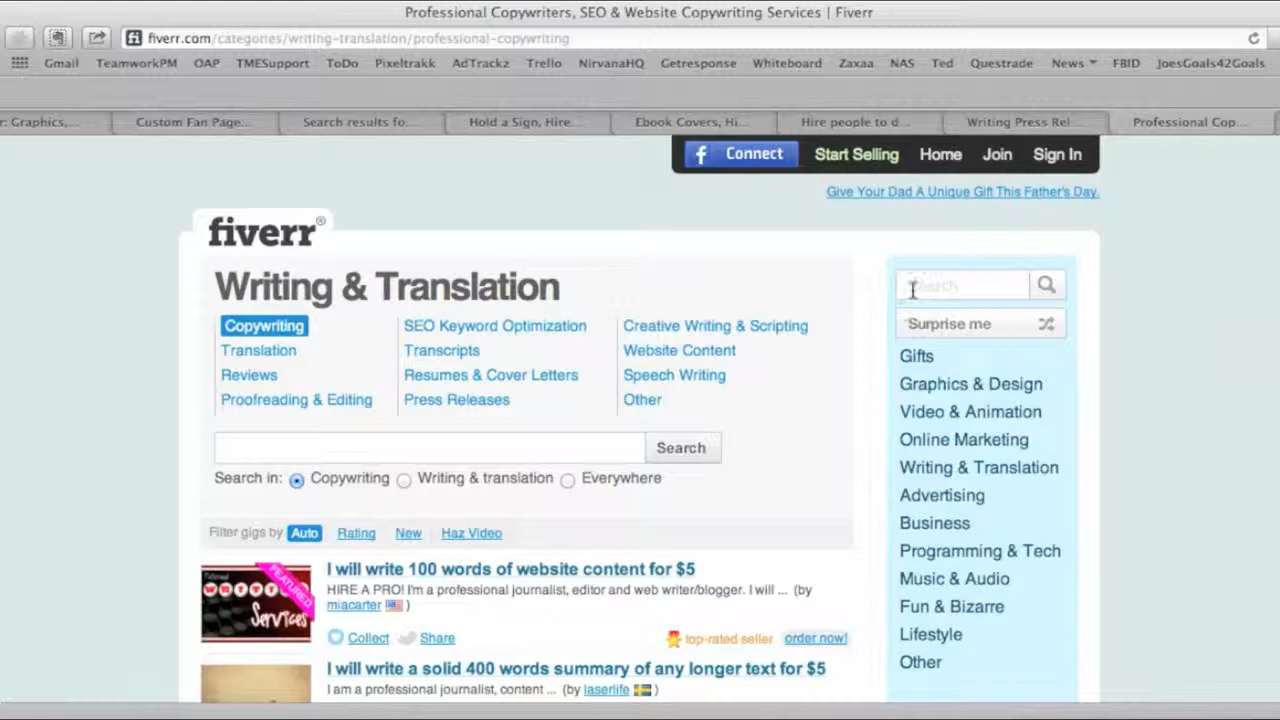 Professional Copywriters, SEO & Website Copywriting Services | Fiverr
fiverr.com/categories/writing-translation/professional-copywriting
Gmail TeamworkPM OAP TMESupport ToDo Pixeltrakk AdTrackz Trello NirvanaHQ Getresponse Whiteboard Zaxaa NAS Ted Questrade News FBID JoesGoals42Goals
r: Graphics,... Custom Fan Page... Search results fo... Hold a Sign, Hire... Ebook Covers, Hi... Hire people to d... Writing Press Rel... Professional Cop...
f Connect Start Selling Home Join Sign In
Give Your Dad A Unique Gift This Father's Day.
fiverr®
Writing & Translation
Copywriting SEO Keyword Optimization Creative Writing & Scripting
Translation Transcripts Website Content
Reviews Resumes & Cover Letters Speech Writing
Proofreading & Editing Press Releases Other
Search
Search in: Copywriting Writing & translation Everywhere
Filter gigs by Auto Rating New Haz Video
FEATURED
Services
I will write 100 words of website content for $5
HIRE A PRO! I'm a professional journalist, editor and web writer/blogger. I will ... (by
miacarter )
Collect Share top-rated seller order now!
I will write a solid 400 words summary of any longer text for $5
I am a professional journalist, content ... (by laserlife )
Search
Surprise me
Gifts
Graphics & Design
Video & Animation
Online Marketing
Writing & Translation
Advertising
Business
Programming & Tech
Music & Audio
Fun & Bizarre
Lifestyle
Other